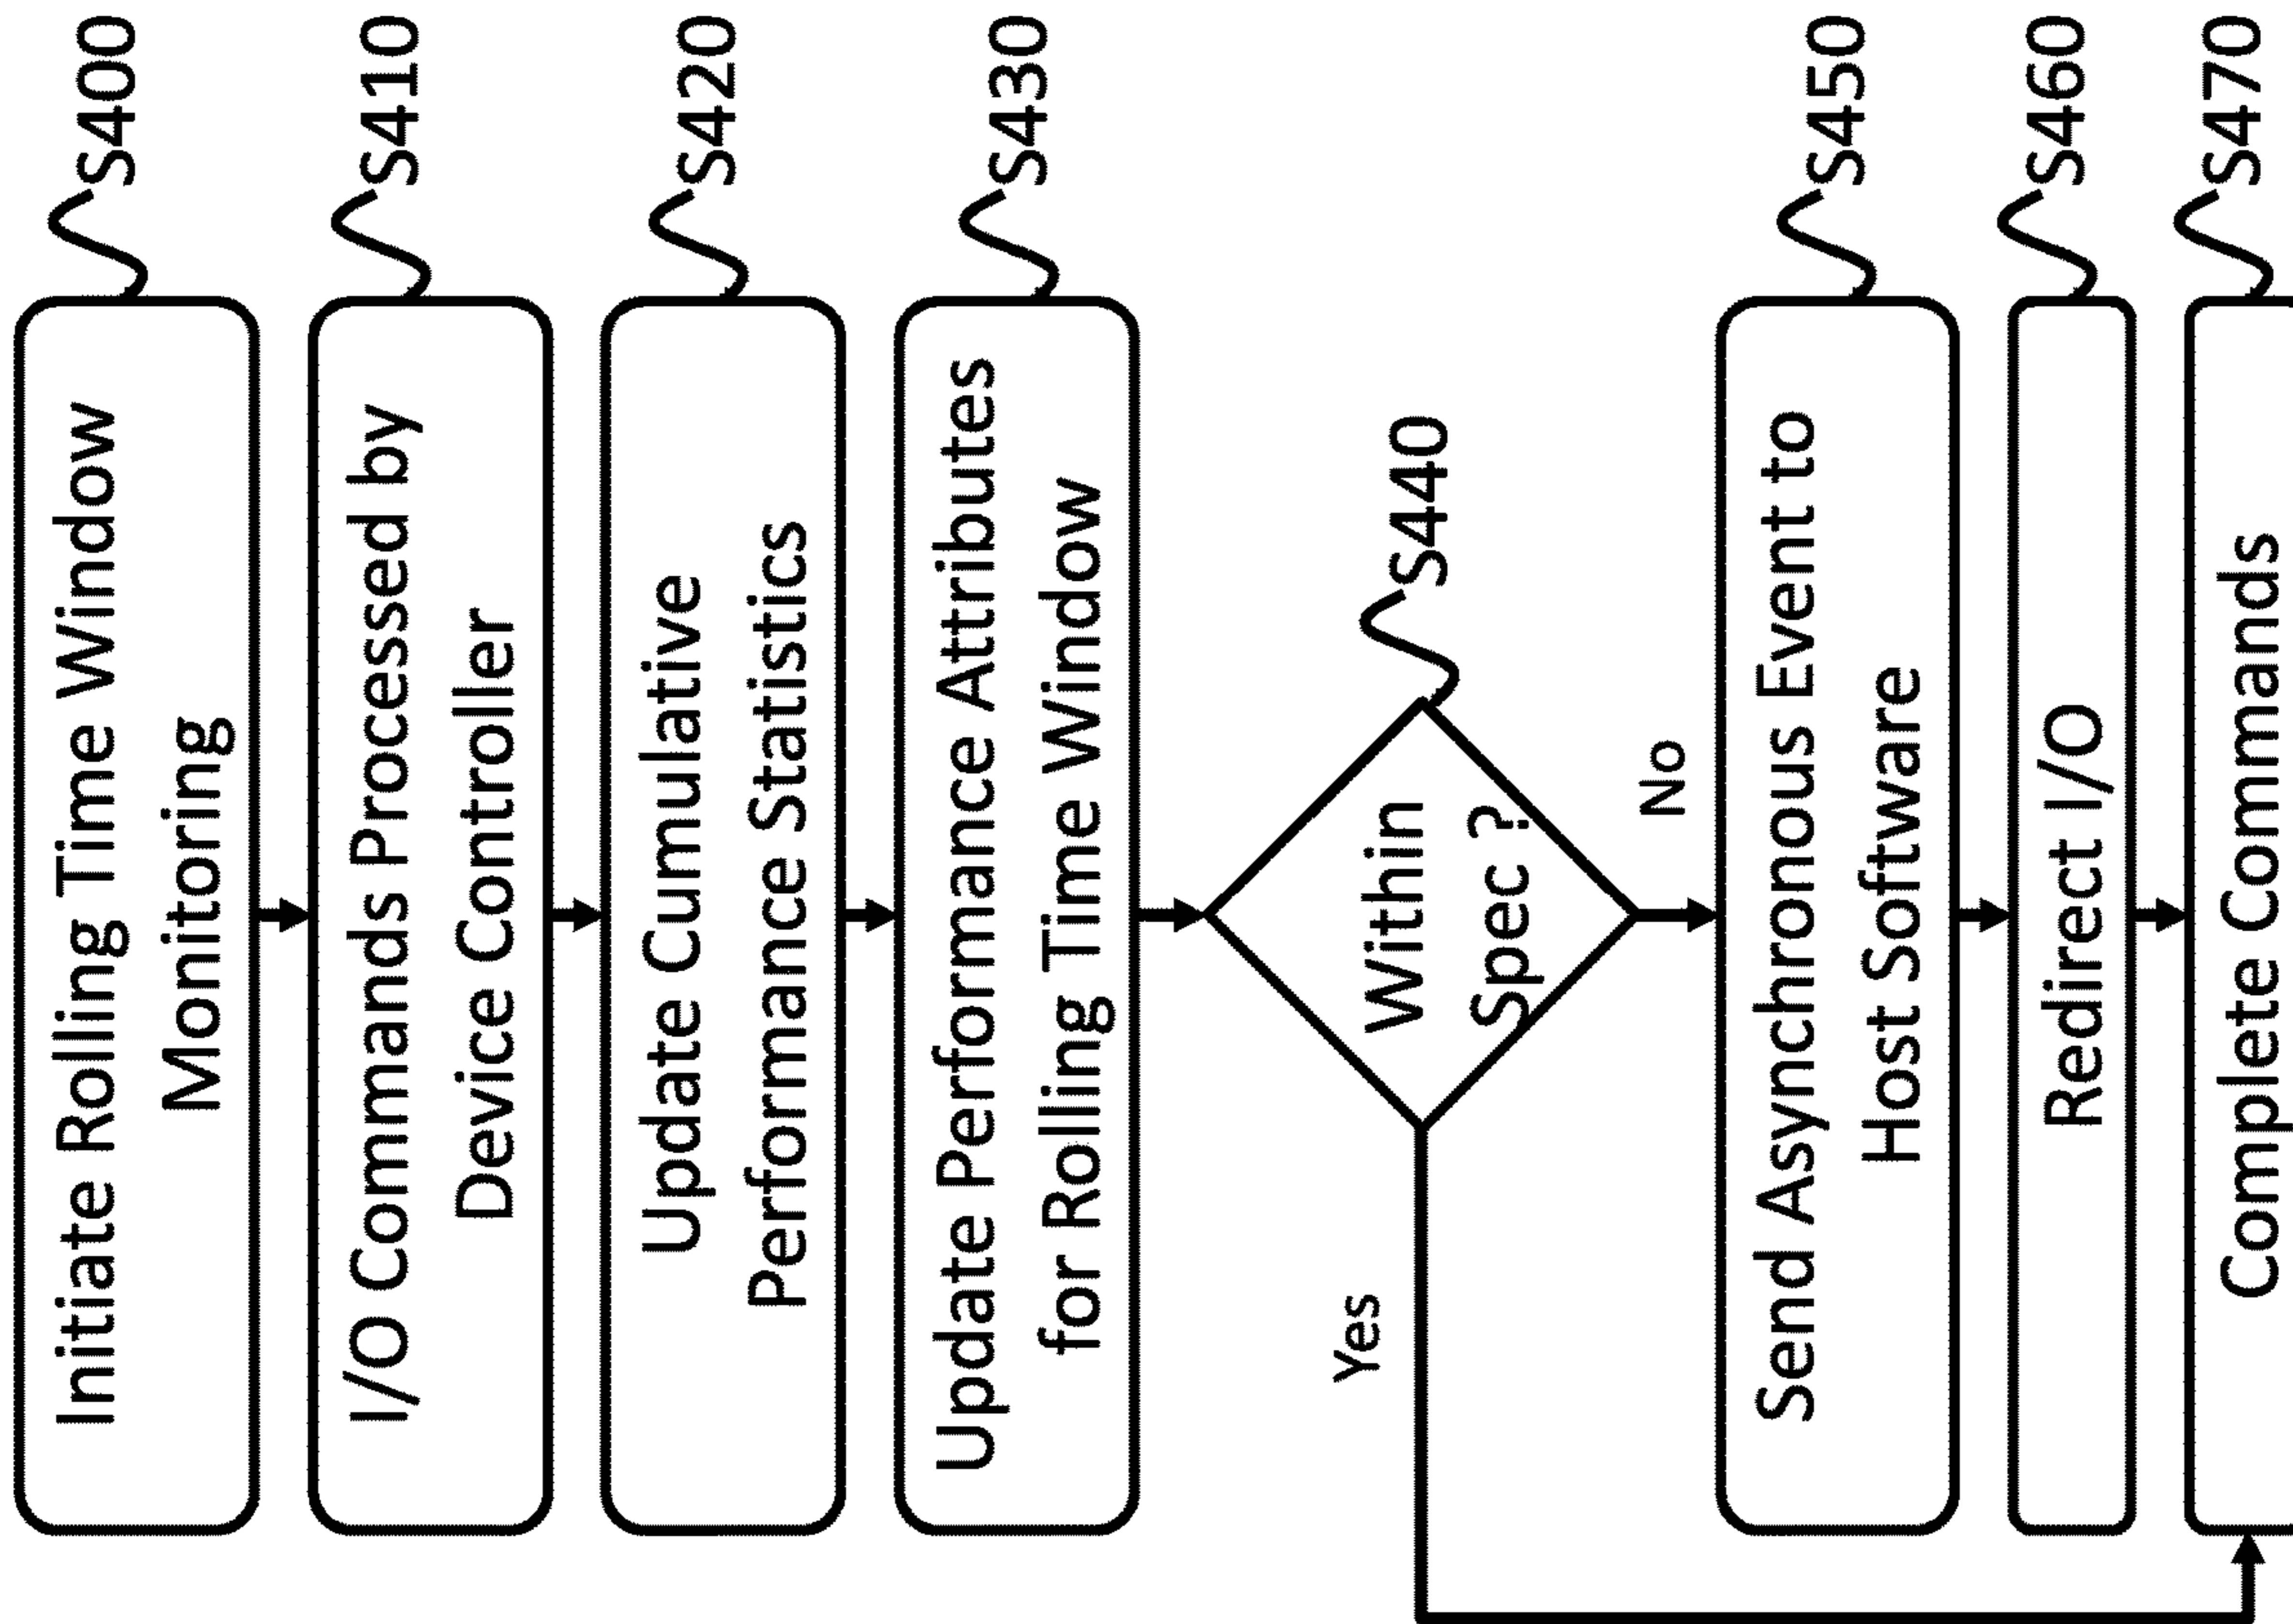 Initiate Rolling Time Window
Monitoring
S400
I/O Commands Processed by
Device Controller
S410
Update Cumulative
Performance Statistics
S420
Update Performance Attributes
for Rolling Time Window
S430
Within
Spec ?
S440
Yes
No
Send Asynchronous Event to
Host Software
S450
Redirect I/O
S460
Complete Commands
S470